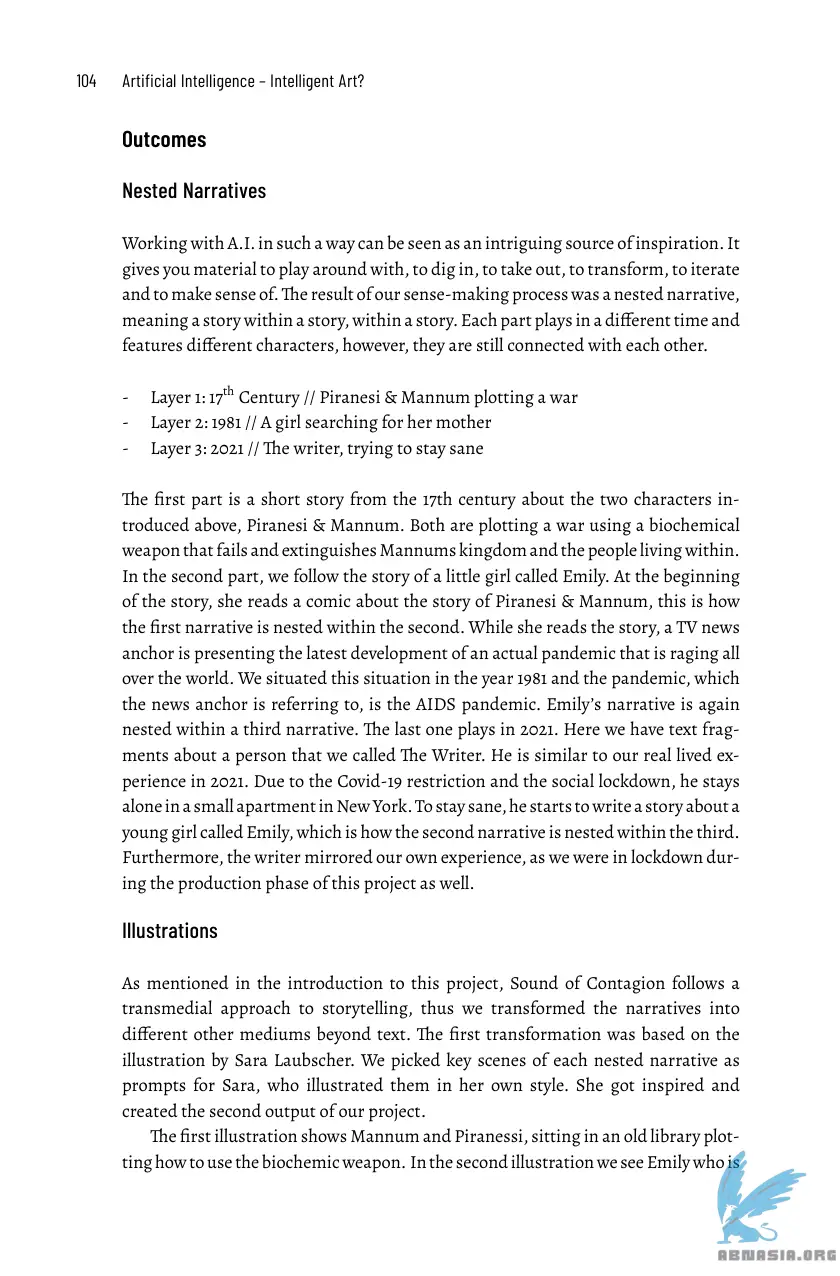 104 Artificial Intelligence – Intelligent Art?
Outcomes
Nested Narratives
Working with A.I. in such a way can be seen as an intriguing source of inspiration. It
gives you material to play around with, to dig in, to take out, to transform, to iterate
and to make sense of. The result of our sense-making process was a nested narrative,
meaning a story within a story, within a story. Each part plays in a different time and
features different characters, however, they are still connected with each other.
- Layer 1: 17th Century // Piranesi & Mannum plotting a war
- Layer 2: 1981 // A girl searching for her mother
- Layer 3: 2021 // The writer, trying to stay sane
The first part is a short story from the 17th century about the two characters in-
troduced above, Piranesi & Mannum. Both are plotting a war using a biochemical
weapon that fails and extinguishes Mannums kingdom and the people living within.
In the second part, we follow the story of a little girl called Emily. At the beginning
of the story, she reads a comic about the story of Piranesi & Mannum, this is how
the first narrative is nested within the second. While she reads the story, a TV news
anchor is presenting the latest development of an actual pandemic that is raging all
over the world. We situated this situation in the year 1981 and the pandemic, which
the news anchor is referring to, is the AIDS pandemic. Emily’s narrative is again
nested within a third narrative. The last one plays in 2021. Here we have text frag-
ments about a person that we called The Writer. He is similar to our real lived ex-
perience in 2021. Due to the Covid-19 restriction and the social lockdown, he stays
alone in a small apartment in New York. To stay sane, he starts to write a story about a
young girl called Emily, which is how the second narrative is nested within the third.
Furthermore, the writer mirrored our own experience, as we were in lockdown dur-
ing the production phase of this project as well.
Illustrations
As mentioned in the introduction to this project, Sound of Contagion follows a
transmedial approach to storytelling, thus we transformed the narratives into
different other mediums beyond text. The first transformation was based on the
illustration by Sara Laubscher. We picked key scenes of each nested narrative as
prompts for Sara, who illustrated them in her own style. She got inspired and
created the second output of our project.
The first illustration shows Mannum and Piranessi, sitting in an old library plot-
ting how to use the biochemic weapon. In the second illustration we see Emily who is
ABNASIA.ORG